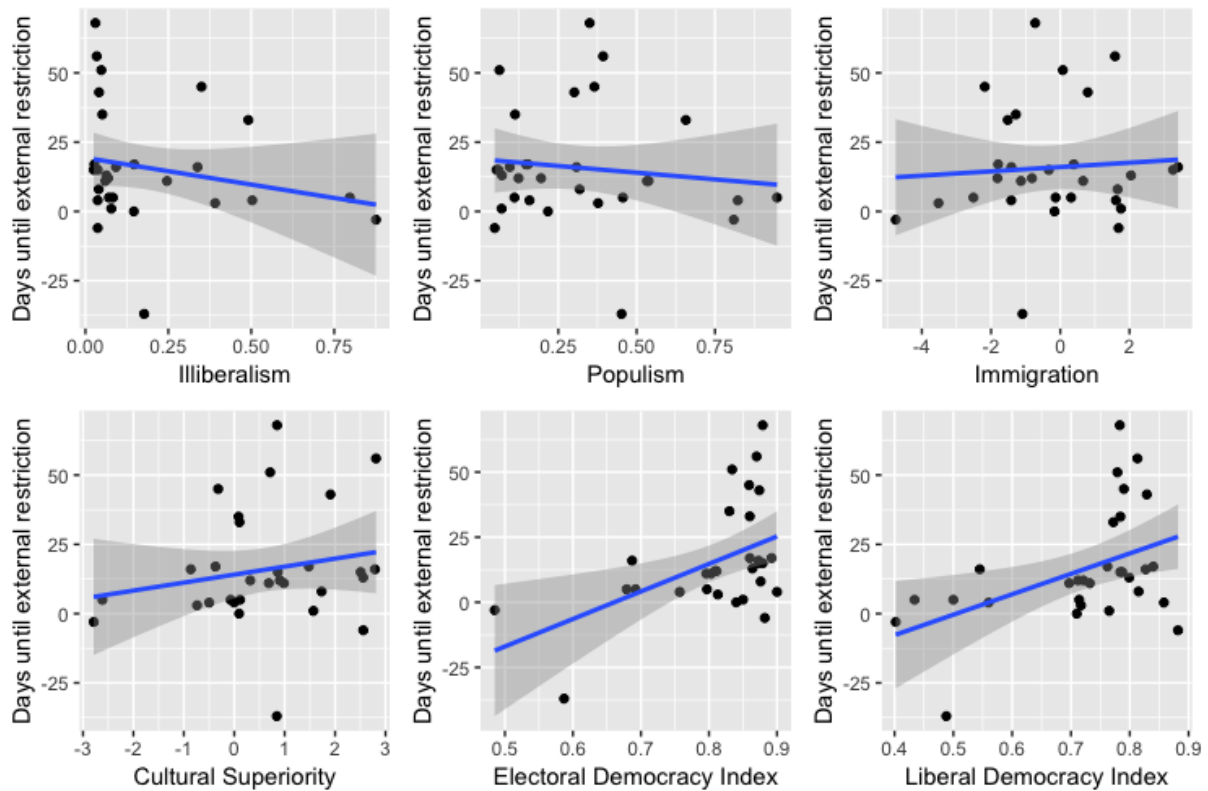 Days until external restriction
50
25
0
-25
0.00 0.25 0.50 0.75
Illiberalism
Days until external restriction
50
25
0
-25
0.25 0.50 0.75
Populism
Days until external restriction
50
25
0
-25
-4 -2 0 2
Immigration
Days until external restriction
50
25
0
-25
-3 -2 -1 0 1 2 3
Cultural Superiority
Days until external restriction
50
25
0
-25
0.5 0.6 0.7 0.8 0.9
Electoral Democracy Index
Days until external restriction
50
25
0
-25
0.4 0.5 0.6 0.7 0.8 0.9
Liberal Democracy Index